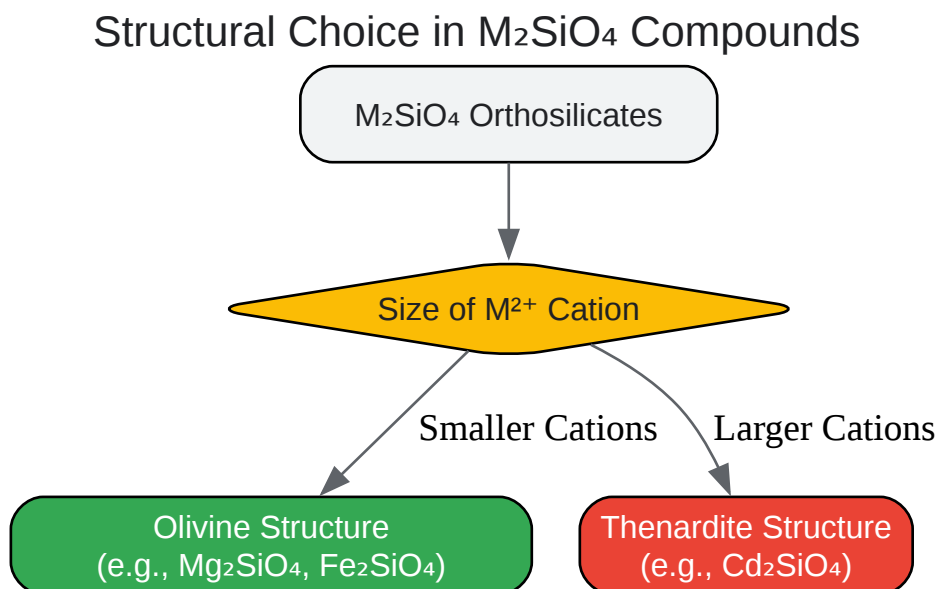 Structural Choice in M₂SiO₄ Compounds
M₂SiO₄ Orthosilicates
Size of M²⁺ Cation
Smaller Cations
Larger Cations
Olivine Structure
(e.g., Mg₂SiO₄, Fe₂SiO₄)
Thenardite Structure
(e.g., Cd₂SiO₄)